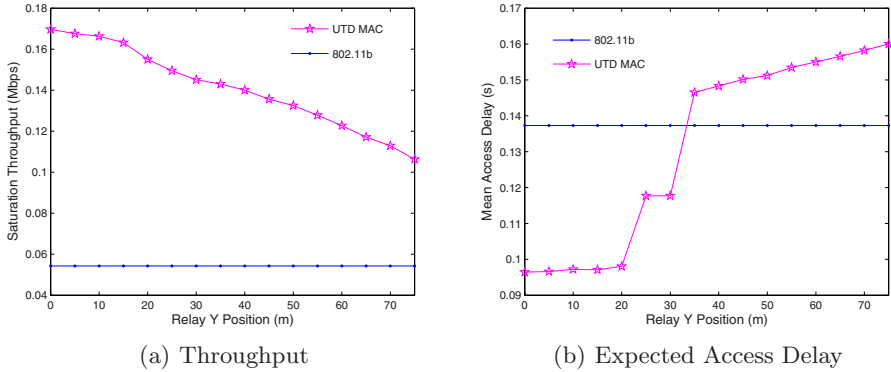 0.18
0.16
0.14
0.12
0.1
0.08
0.06
0.04
0 10 20 30 40 50 60 70
Saturation Throughput (Mbps)
Relay Y Position (m)
UTD MAC
802.11b
(a) Throughput
0.17
0.16
0.15
0.14
0.13
0.12
0.11
0.1
0.09
0 10 20 30 40 50 60 70
Mean Access Delay (s)
Relay Y Position (m)
802.11b
UTD MAC
(b) Expected Access Delay